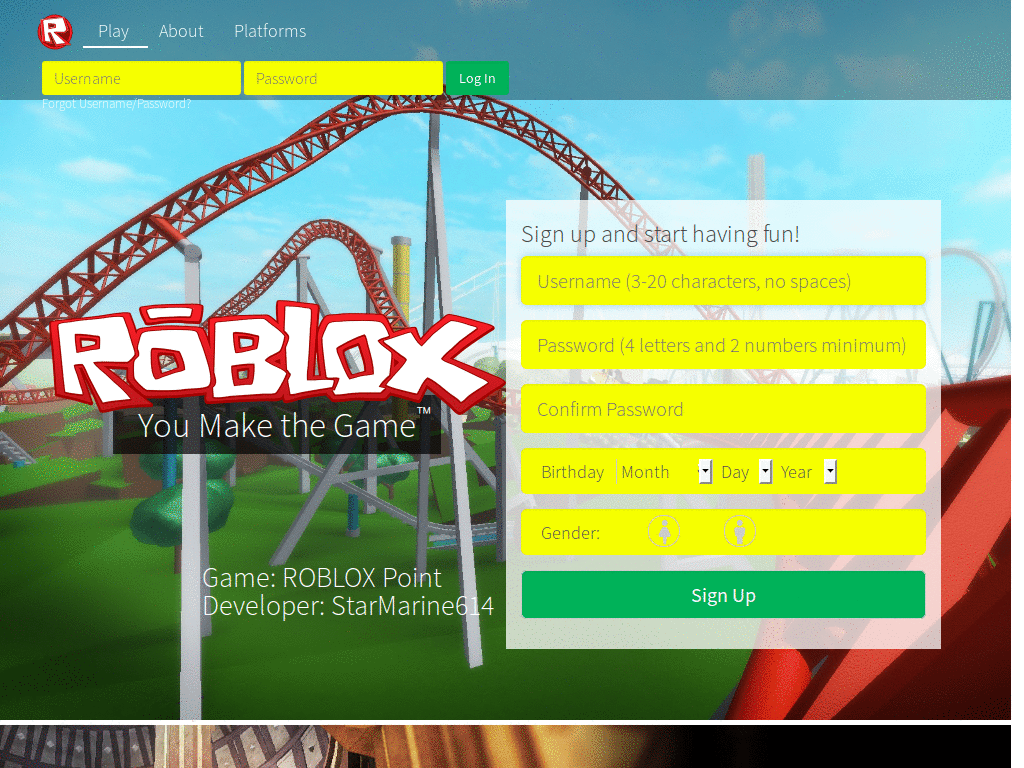 Play About Platforms
Username Password Log In
Forgot Username/Password?
Sign up and start having fun!
Username (3-20 characters, no spaces)
Password (4 letters and 2 numbers minimum)
Confirm Password
Birthday Month Day Year
Gender:
Sign Up
RŌBLOX
You Make the Game™
Game: ROBLOX Point
Developer: StarMarine614